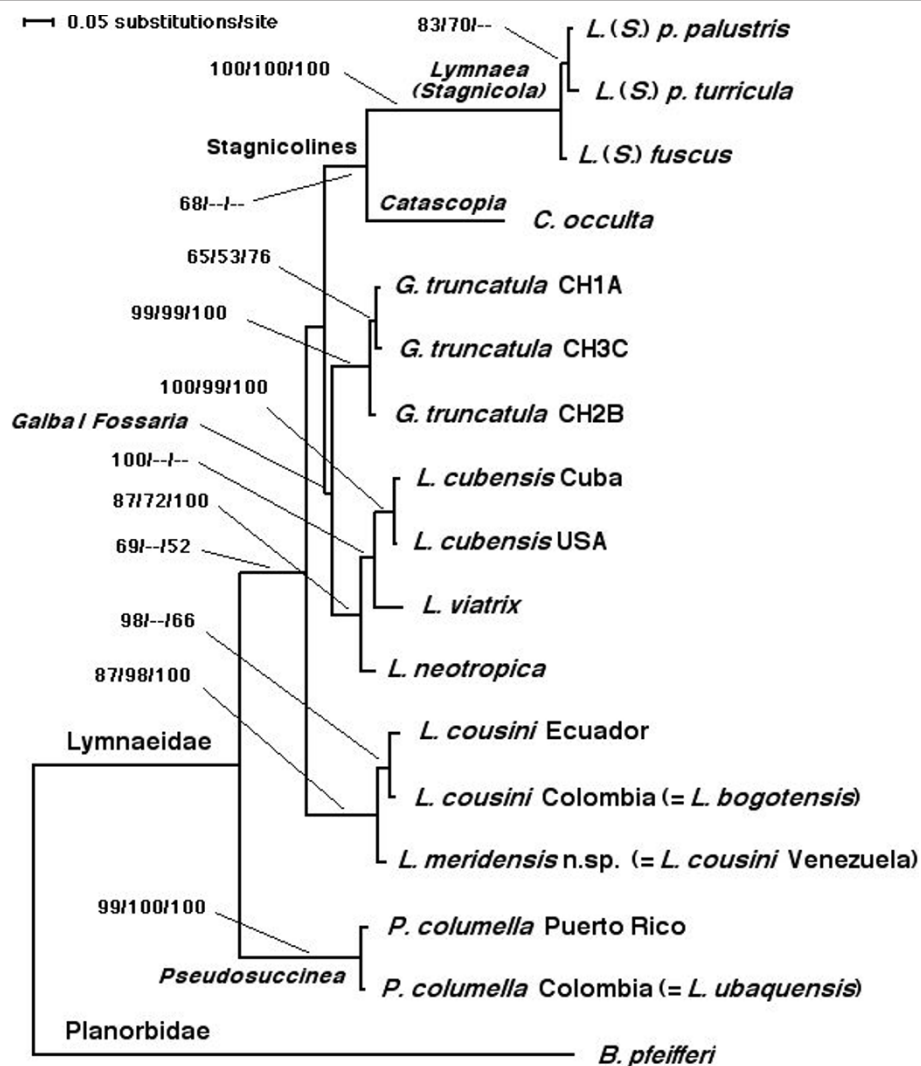 0.05 substitutions/site
83/70/--
L. (S.) p. palustris
100/100/100
Lymnaea
(Stagnicola)
L. (S.) p. turricula
Stagnicolines
L. (S.) fuscus
68/--/--
Catascopia
C. occulta
65/53/76
G. truncatula CH1A
99/99/100
G. truncatula CH3C
100/99/100
G. truncatula CH2B
Galba / Fossaria
100/--/--
L. cubensis Cuba
87/72/100
L. cubensis USA
69/--/52
L. viatrix
98/--/66
L. neotropica
87/98/100
L. cousini Ecuador
Lymnaeidae
L. cousini Colombia (= L. bogotensis)
L. meridensis n.sp. (= L. cousini Venezuela)
99/100/100
P. columella Puerto Rico
Pseudosuccinea
P. columella Colombia (= L. ubaquensis)
Planorbidae
B. pfeifferi